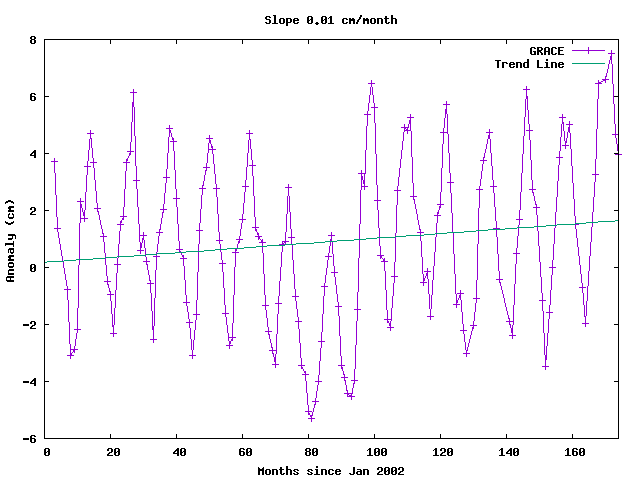 Slope 0.01 cm/month
GRACE
Trend Line
8
6
4
2
0
-2
-4
-6
Anomaly (cm)
0 20 40 60 80 100 120 140 160
Months since Jan 2002